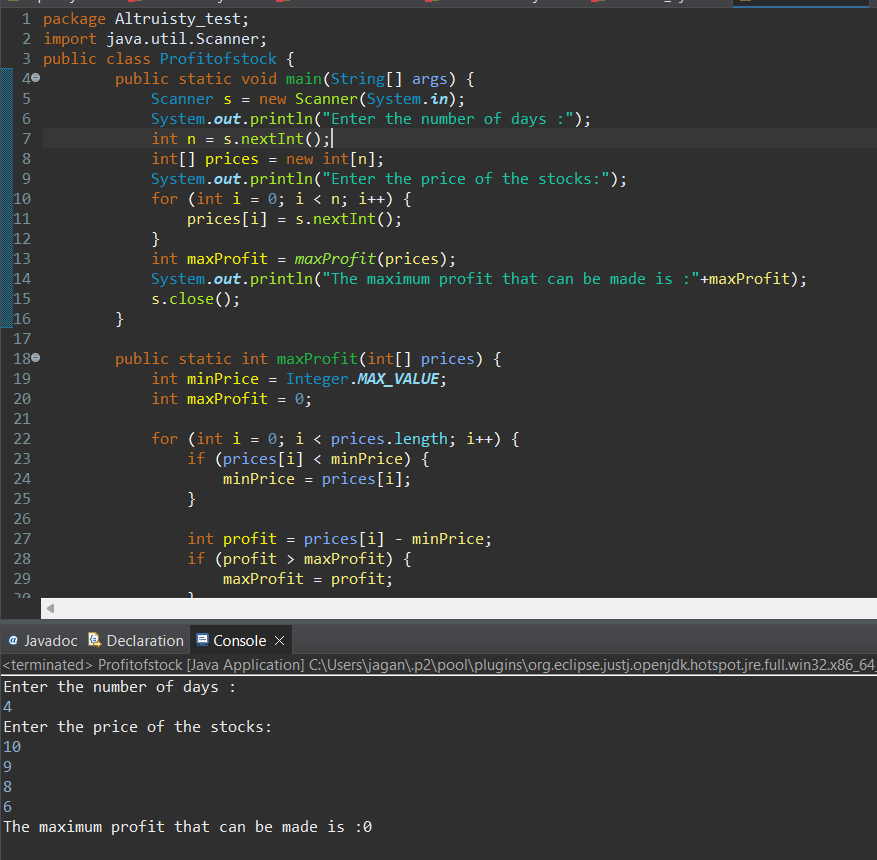 1 package Altruisty_test;
2 import java.util.Scanner;
3 public class Profitofstock {
4 public static void main(String[] args) {
5 Scanner s = new Scanner(System.in);
6 System.out.println("Enter the number of days :");
7 int n = s.nextInt();
8 int[] prices = new int[n];
9 System.out.println("Enter the price of the stocks:");
10 for (int i = 0; i < n; i++) {
11 prices[i] = s.nextInt();
12 }
13 int maxProfit = maxProfit(prices);
14 System.out.println("The maximum profit that can be made is :"+maxProfit);
15 s.close();
16 }
17
18 public static int maxProfit(int[] prices) {
19 int minPrice = Integer.MAX_VALUE;
20 int maxProfit = 0;
21
22 for (int i = 0; i < prices.length; i++) {
23 if (prices[i] < minPrice) {
24 minPrice = prices[i];
25 }
26
27 int profit = prices[i] - minPrice;
28 if (profit > maxProfit) {
29 maxProfit = profit;
30 }
@ Javadoc Declaration Console
<terminated> Profitofstock [Java Application] C:\Users\jagan\.p2\pool\plugins\org.eclipse.justj.openjdk.hotspot.jre.full.win32.x86_64_
Enter the number of days :
4
Enter the price of the stocks:
10
9
8
6
The maximum profit that can be made is :0